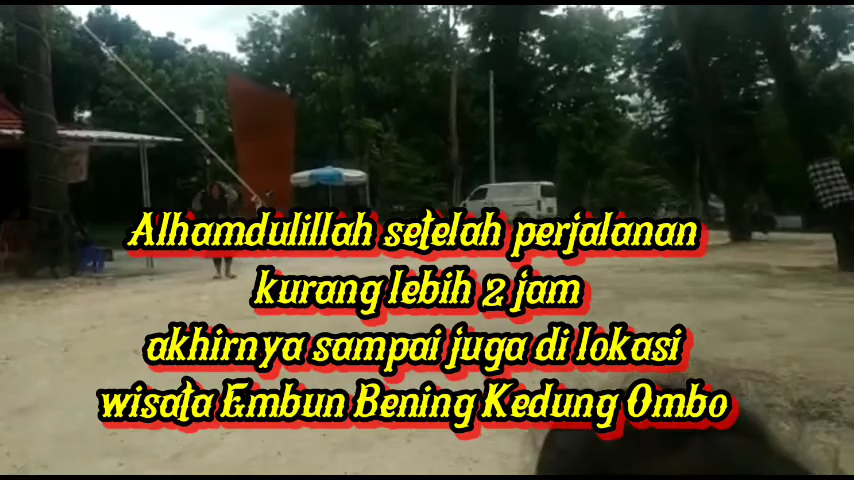 Alhamdulillah setelah perjalanan
kurang lebih 2 jam
akhirnya sampai juga di lokasi
wisata Embun Bening Kedung Ombo